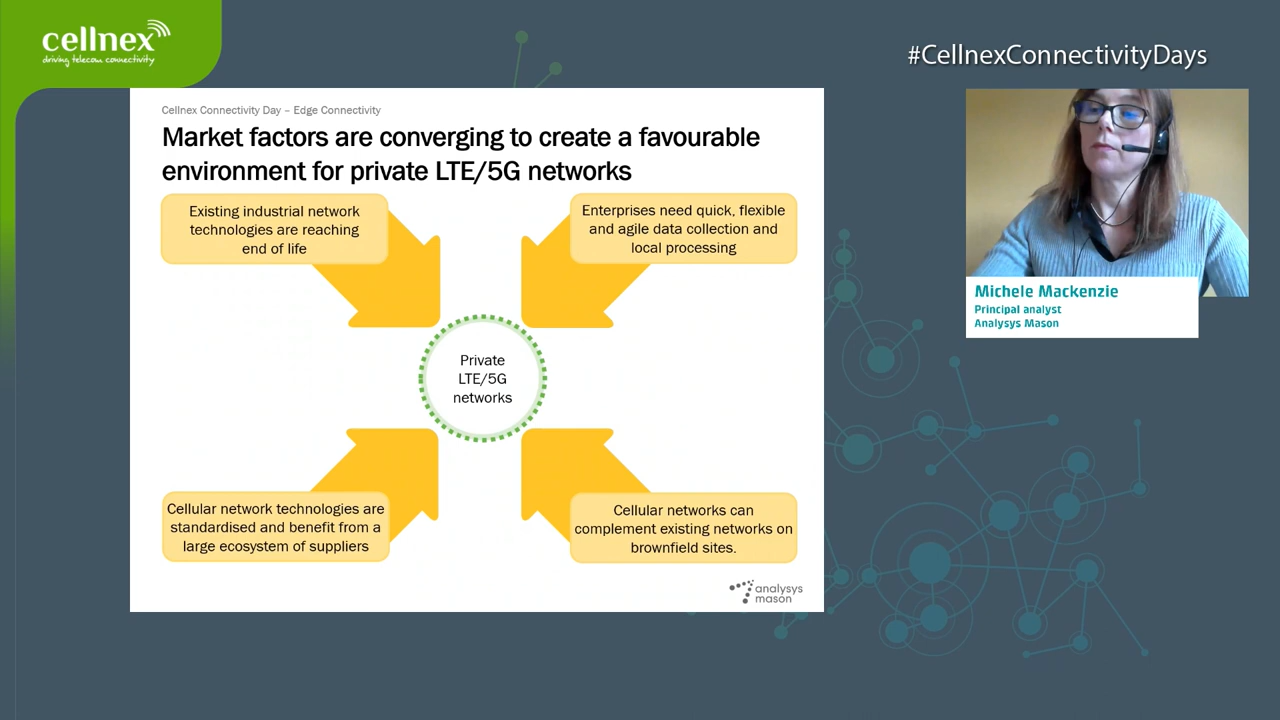 cellnex
driving telecom connectivity
#CellnexConnectivityDays
Cellnex Connectivity Day – Edge Connectivity
Market factors are converging to create a favourable
environment for private LTE/5G networks
Existing industrial network
technologies are reaching
end of life
Enterprises need quick, flexible
and agile data collection and
local processing
Private
LTE/5G
networks
Cellular network technologies are
standardised and benefit from a
large ecosystem of suppliers
Cellular networks can
complement existing networks on
brownfield sites.
analysys
mason
Michele Mackenzie
Principal analyst
Analysys Mason